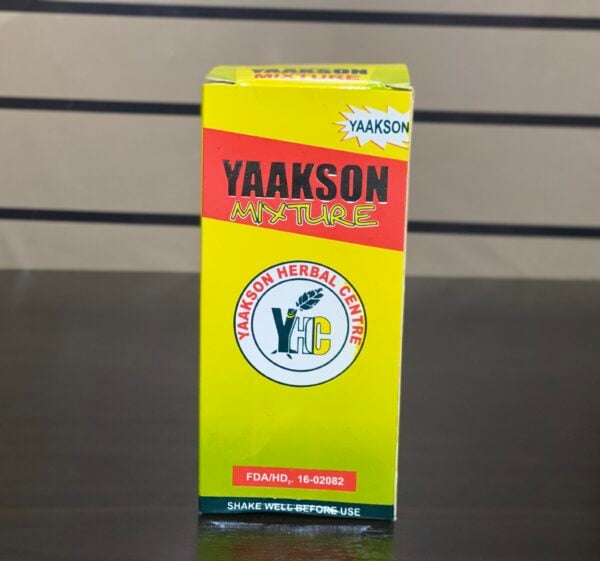 YAAKSON
MIXTURE
YAAKSON
YAAKSON
MIXTURE
YAAKSON HERBAL CENTRE
YHC
FDA/HD,. 16-02082
SHAKE WELL BEFORE USE